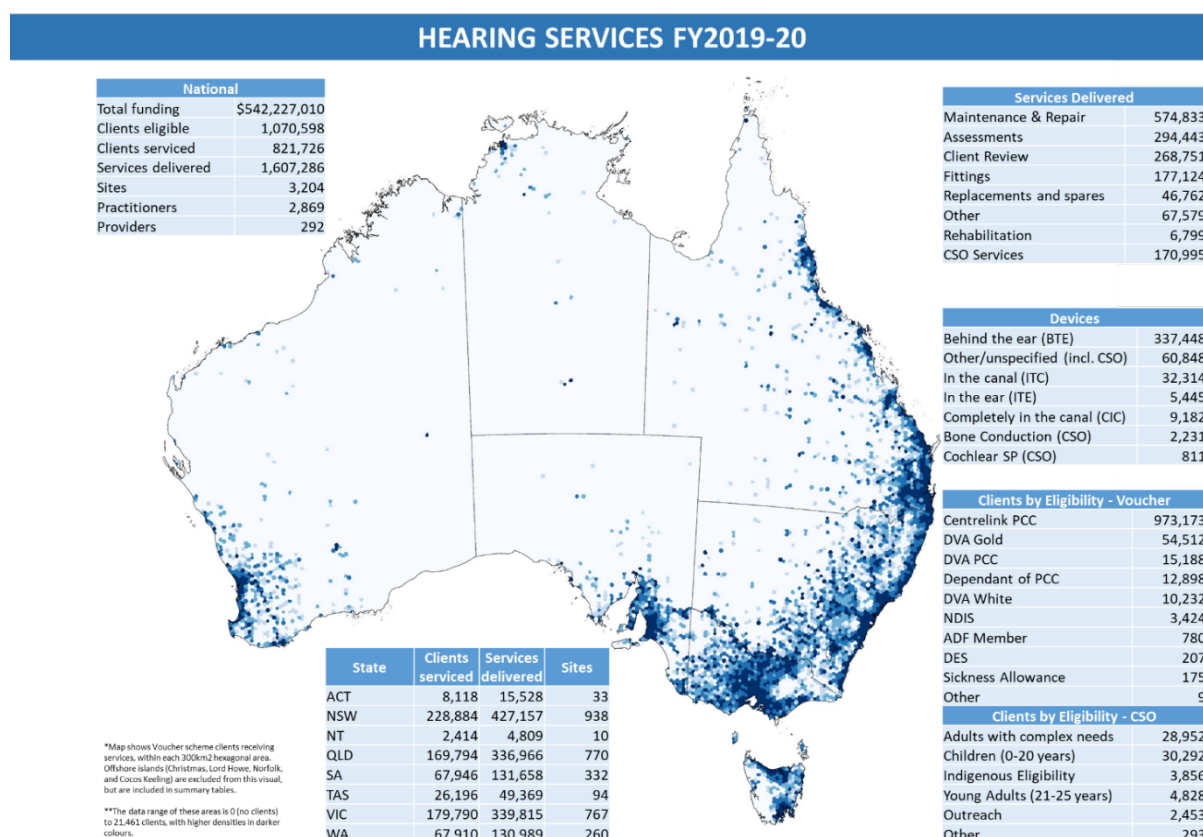 HEARING SERVICES FY2019-20
National
Total funding $542,227,010
Clients eligible 1,070,598
Clients serviced 821,726
Services delivered 1,607,286
Sites 3,204
Practitioners 2,869
Providers 292
Services Delivered
Maintenance & Repair 574,833
Assessments 294,443
Client Review 268,751
Fittings 177,124
Replacements and spares 46,762
Other 67,579
Rehabilitation 6,799
CSO Services 170,995
Devices
Behind the ear (BTE) 337,448
Other/unspecified (incl. CSO) 60,848
In the canal (ITC) 32,314
In the ear (ITE) 5,445
Completely in the canal (CIC) 9,182
Bone Conduction (CSO) 2,231
Cochlear SP (CSO) 811
Clients by Eligibility - Voucher
Centrelink PCC 973,173
DVA Gold 54,512
DVA PCC 15,188
Dependant of PCC 12,898
DVA White 10,232
NDIS 3,424
ADF Member 780
DES 207
Sickness Allowance 175
Other 9
Clients by Eligibility - CSO
Adults with complex needs 28,952
Children (0-20 years) 30,292
Indigenous Eligibility 3,856
Young Adults (21-25 years) 4,828
Outreach 2,453
Other 292
State Clients serviced Services delivered Sites
ACT 8,118 15,528 33
NSW 228,884 427,157 938
NT 2,414 4,809 10
QLD 169,794 336,966 770
SA 67,946 131,658 332
TAS 26,196 49,369 94
VIC 179,790 339,815 767
WA 67,910 130,989 260
*Map shows Voucher scheme clients receiving
services, within each 300km2 hexagonal area.
Offshore islands (Christmas, Lord Howe, Norfolk,
and Cocos Keeling) are excluded from this visual,
but are included in summary tables.
**The data range of these areas is 0 (no clients)
to 21,461 clients, with higher densities in darker
colours.